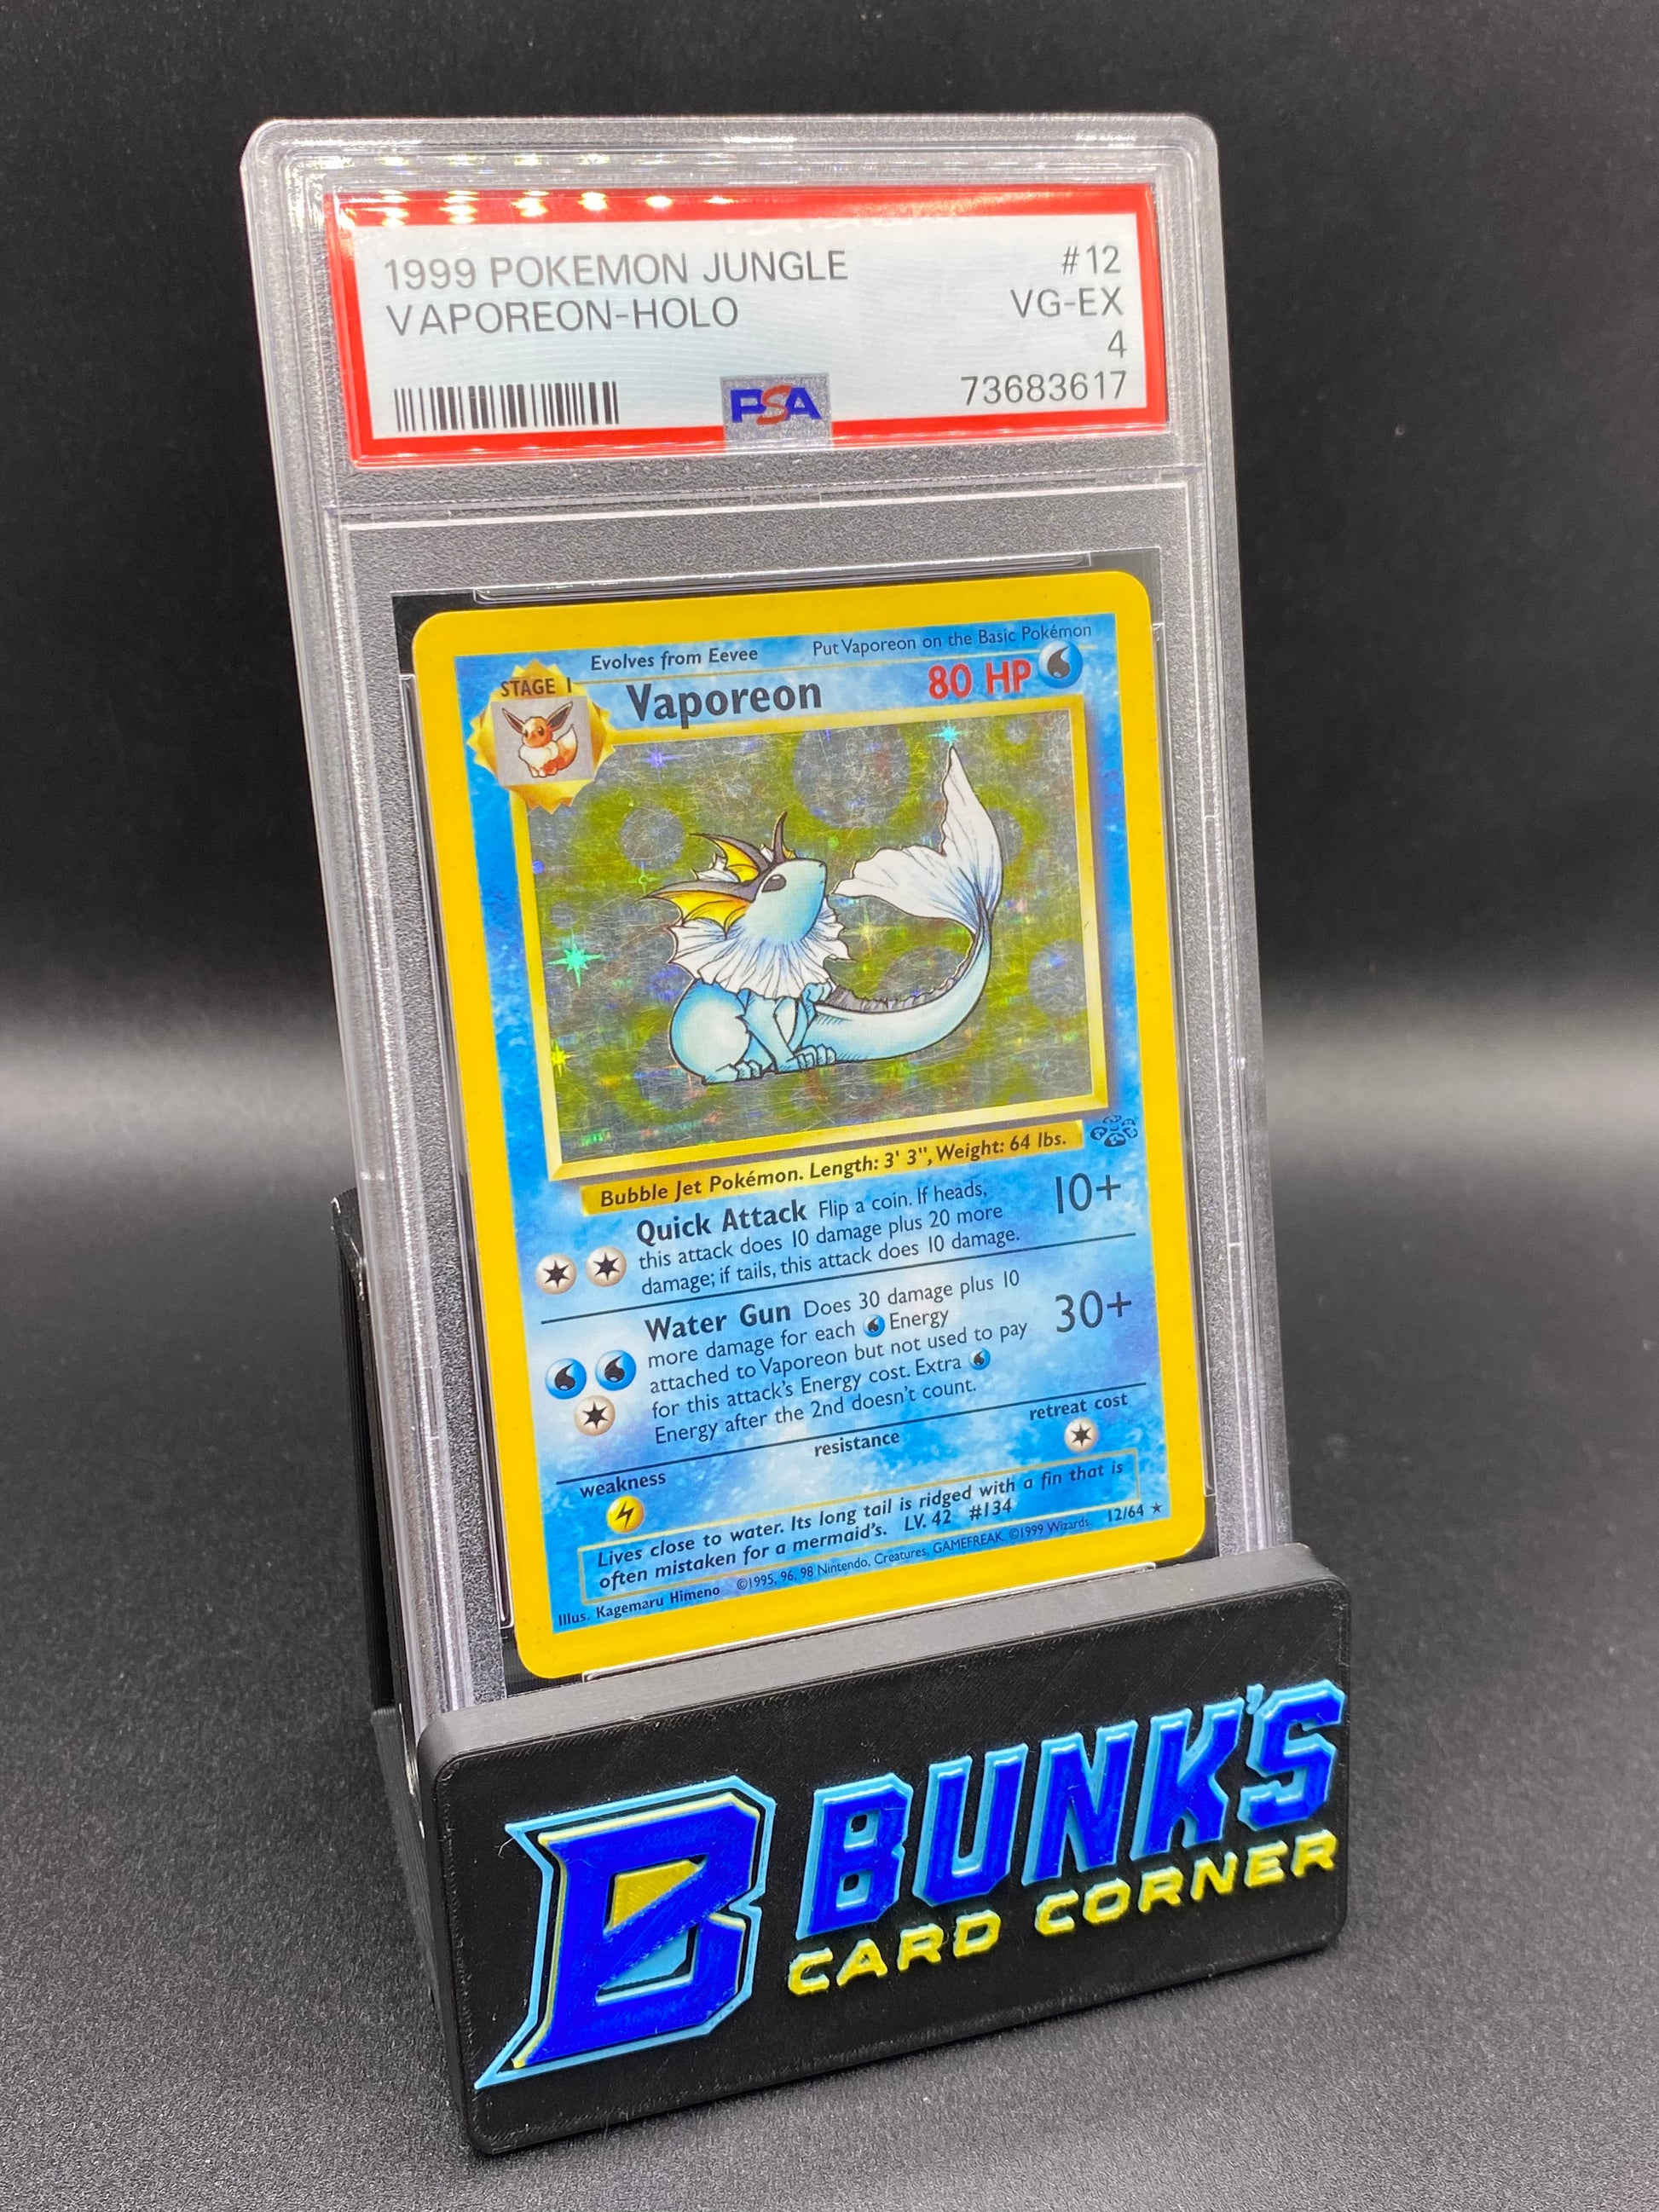 1999 POKEMON JUNGLE #12
VAPOREON-HOLO VG-EX
4
PSA 73683617
Evolves from Eevee Put Vaporeon on the Basic Pokémon
STAGE 1
Vaporeon 80 HP
Bubble Jet Pokémon. Length: 3' 3", Weight: 64 lbs.
Quick Attack Flip a coin. If heads, 10+
this attack does 10 damage plus 20 more
damage; if tails, this attack does 10 damage.
Water Gun Does 30 damage plus 10 30+
more damage for each Energy
attached to Vaporeon but not used to pay
for this attack's Energy cost. Extra
Energy after the 2nd doesn't count.
weakness resistance retreat cost
Lives close to water. Its long tail is ridged with a fin that is
often mistaken for a mermaid's. LV. 42 #134
Illus. Kagemaru Himeno ©1995, 96, 98 Nintendo, Creatures, GAMEFREAK. ©1999 Wizards. 12/64 ★
B BUNK'S
CARD CORNER